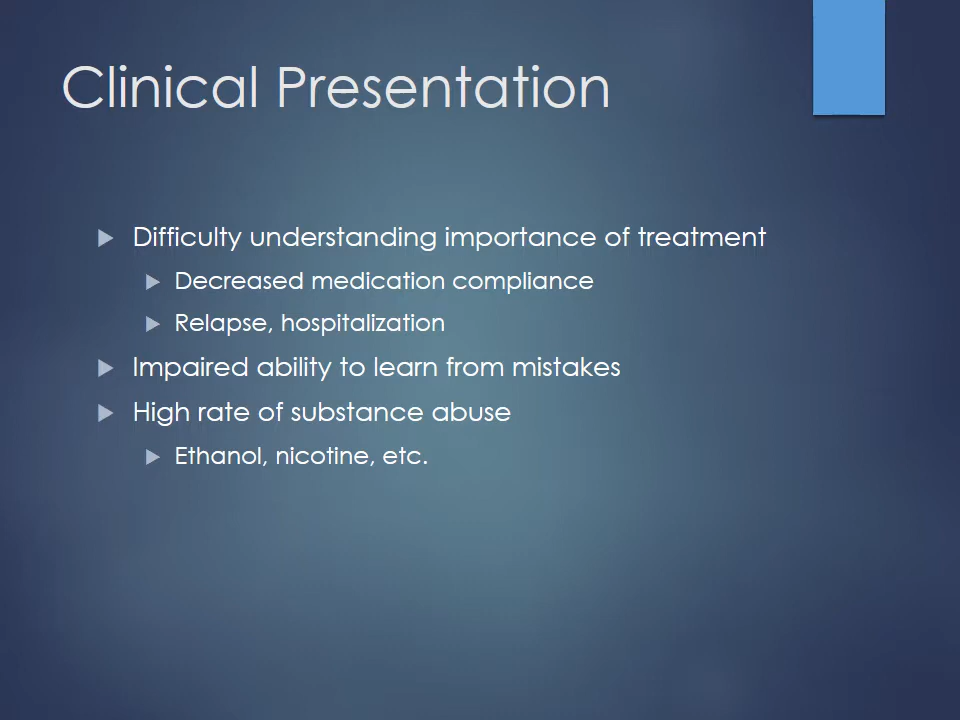 Clinical Presentation
Difficulty understanding importance of treatment
Decreased medication compliance
Relapse, hospitalization
Impaired ability to learn from mistakes
High rate of substance abuse
Ethanol, nicotine, etc.